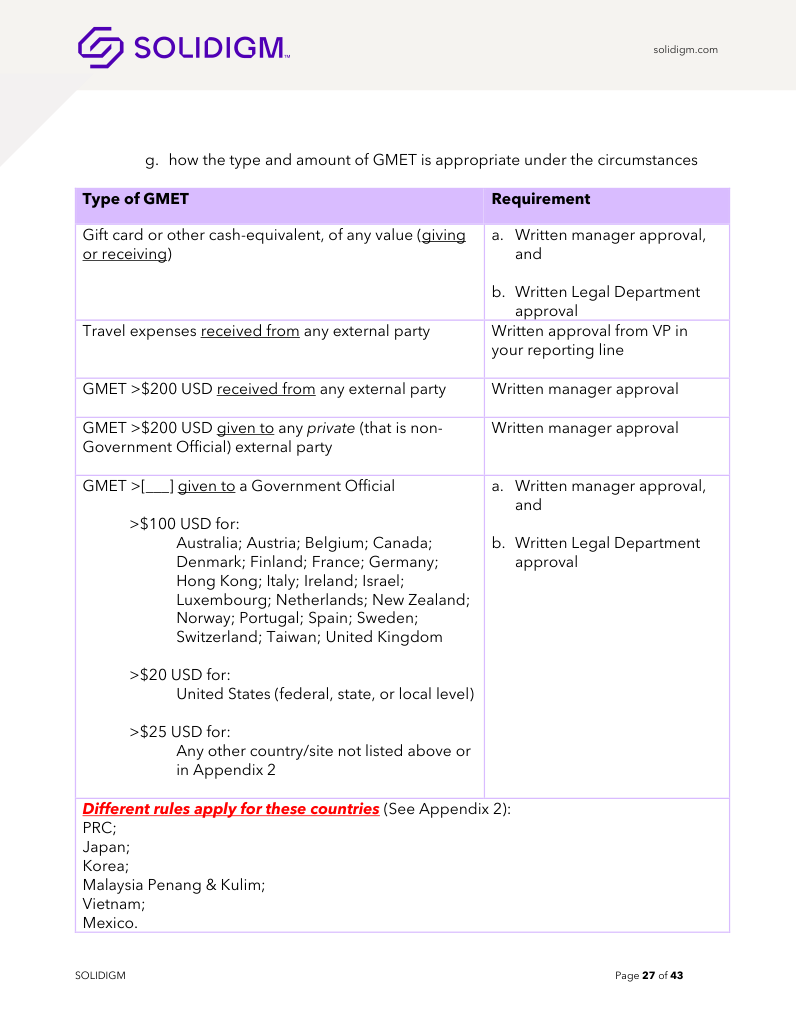 SOLIDIGM™
solidigm.com
g. how the type and amount of GMET is appropriate under the circumstances
Type of GMET
Requirement
Gift card or other cash-equivalent, of any value (giving
or receiving)
a. Written manager approval,
and
b. Written Legal Department
approval
Travel expenses received from any external party
Written approval from VP in
your reporting line
GMET >$200 USD received from any external party
Written manager approval
GMET >$200 USD given to any private (that is non-
Government Official) external party
Written manager approval
GMET >[___] given to a Government Official
>$100 USD for:
Australia; Austria; Belgium; Canada;
Denmark; Finland; France; Germany;
Hong Kong; Italy; Ireland; Israel;
Luxembourg; Netherlands; New Zealand;
Norway; Portugal; Spain; Sweden;
Switzerland; Taiwan; United Kingdom
>$20 USD for:
United States (federal, state, or local level)
>$25 USD for:
Any other country/site not listed above or
in Appendix 2
a. Written manager approval,
and
b. Written Legal Department
approval
Different rules apply for these countries (See Appendix 2):
PRC;
Japan;
Korea;
Malaysia Penang & Kulim;
Vietnam;
Mexico.
SOLIDIGM
Page 27 of 43